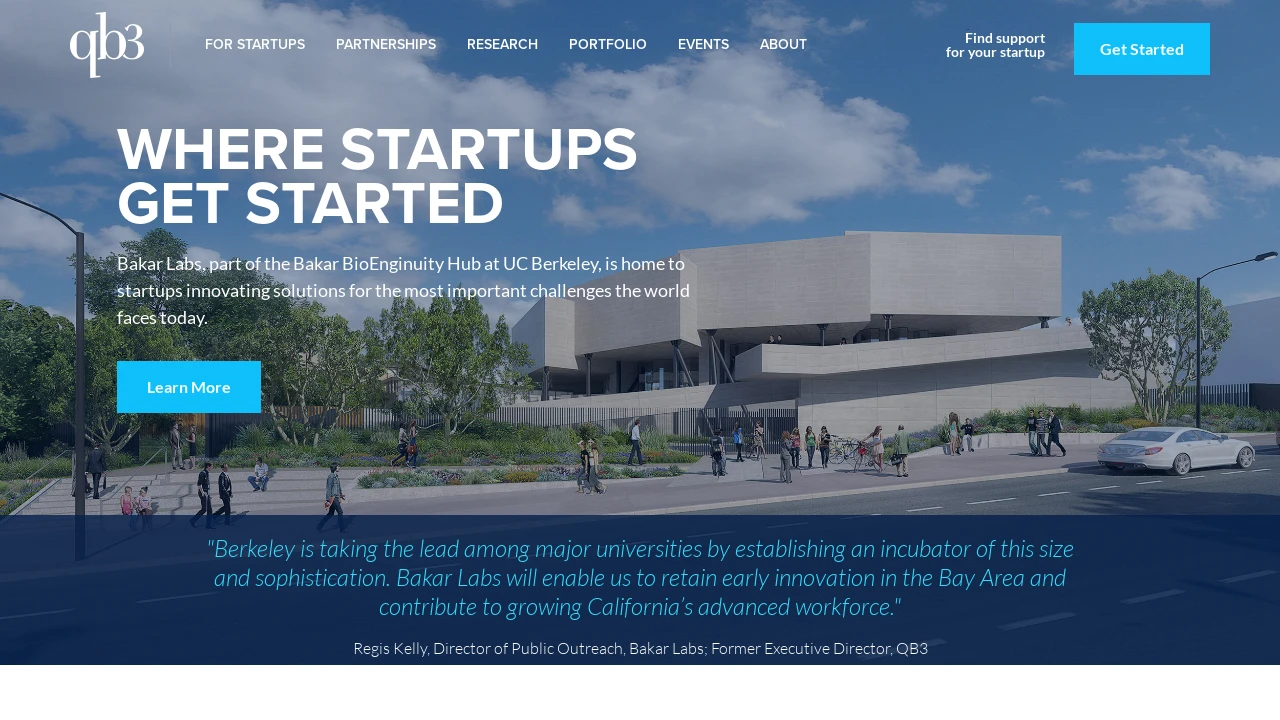 qb3
FOR STARTUPS
PARTNERSHIPS
RESEARCH
PORTFOLIO
EVENTS
ABOUT
Find support
for your startup
Get Started
WHERE STARTUPS
GET STARTED
Bakar Labs, part of the Bakar BioEnginuity Hub at UC Berkeley, is home to
startups innovating solutions for the most important challenges the world
faces today.
Learn More
"Berkeley is taking the lead among major universities by establishing an incubator of this size
and sophistication. Bakar Labs will enable us to retain early innovation in the Bay Area and
contribute to growing California’s advanced workforce."
Regis Kelly, Director of Public Outreach, Bakar Labs; Former Executive Director, QB3